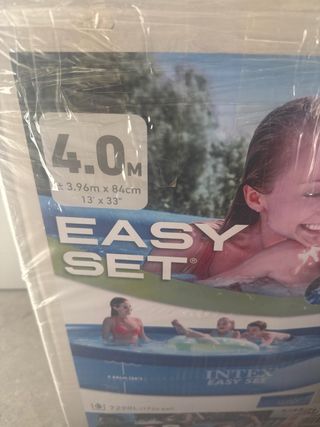 4.0M
3.96m x 84cm
13' x 33"
EASY
SET®
INTEX
EASY SET